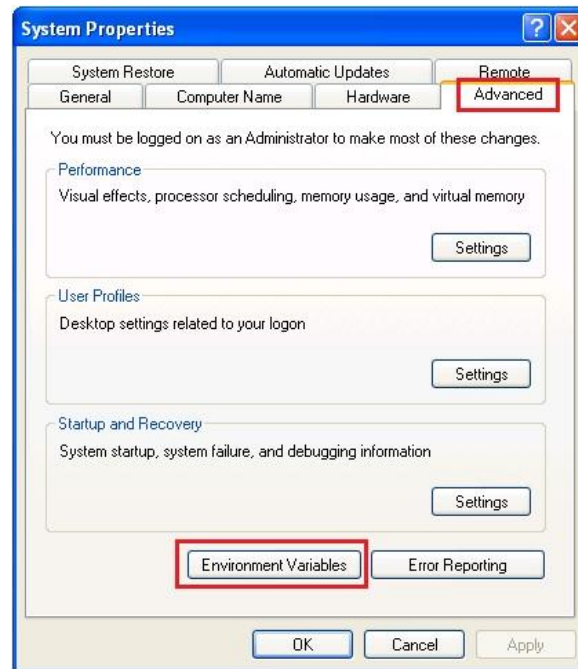 System Properties
System Restore Automatic Updates Remote
General Computer Name Hardware Advanced
You must be logged on as an Administrator to make most of these changes.
Performance
Visual effects, processor scheduling, memory usage, and virtual memory
Settings
User Profiles
Desktop settings related to your logon
Settings
Startup and Recovery
System startup, system failure, and debugging information
Settings
Environment Variables Error Reporting
OK Cancel Apply